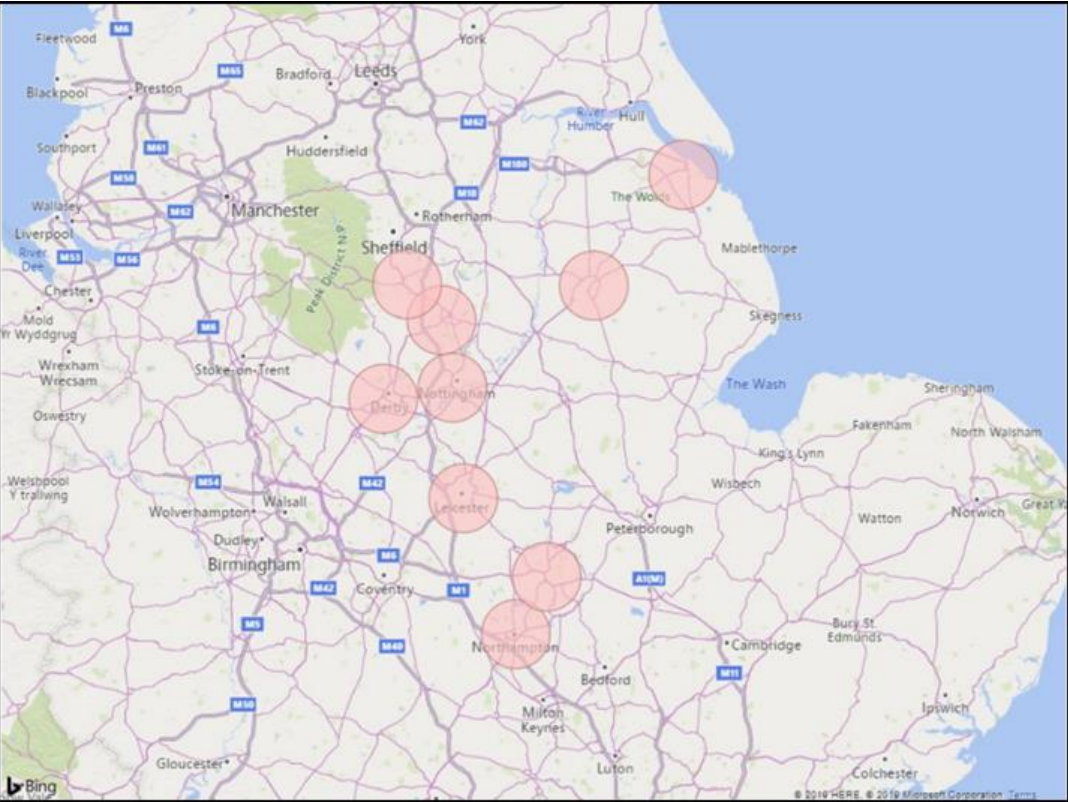 M6
York
Fleetwood
M65
Bradford
Leeds
Blackpool
Preston
River
Humber
Hull
M62
Southport
M61
Huddersfield
M180
M58
M18
The Wolds
Wallasey
M62
Manchester
Rotherham
Liverpool
Sheffield
River
Dee
M53
M56
Mablethorpe
Peak District N.P.
Chester
Mold
Yr Wyddgrug
M6
Skegness
Wrexham
Wrecsam
Stoke-on-Trent
The Wash
Sheringham
Nottingham
Derby
Oswestry
Fakenham
North Walsham
King's Lynn
Welshpool
Y trallwng
M54
M42
Wisbech
Walsall
Leicester
Wolverhampton
Norwich
Great Ya
Watton
Peterborough
Dudley
M6
Birmingham
A1(M)
M42
Coventry
M1
M5
Bury St
Edmunds
M40
Northampton
Cambridge
Bedford
M11
M50
Milton
Keynes
Ipswich
Gloucester
Luton
Colchester
Bing
© 2019 HERE, © 2019 Microsoft Corporation Terms